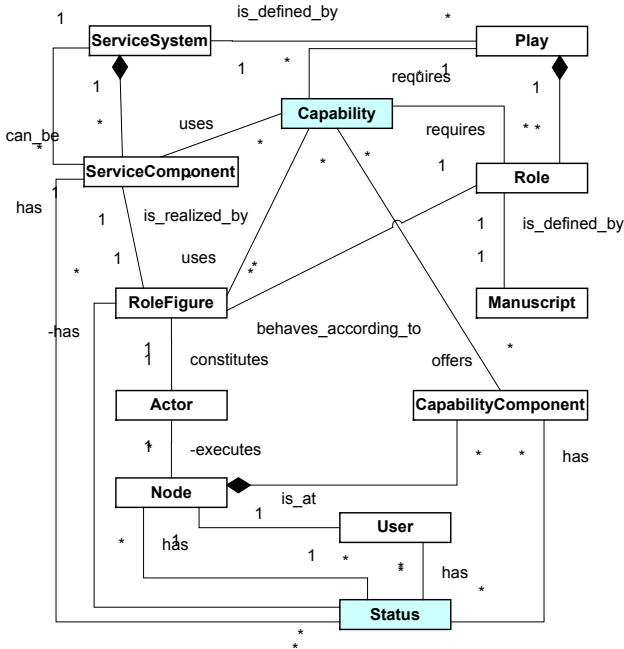 is_defined_by
1 *
ServiceSystem Play
1 * 1
requires
*
1 1
Capability
* uses requires * *
can_be
*
* * * 1
ServiceComponent Role
*
1
has
1 is_realized_by 1 is_defined_by
1 uses * 1
* *
RoleFigure Manuscript
-has behaves_according_to
1 *
1 constitutes offers
Actor CapabilityComponent
1 -executes
* * * has
Node
is_at
1
User
* 1
has 1 * *
* has
*
Status
*
*